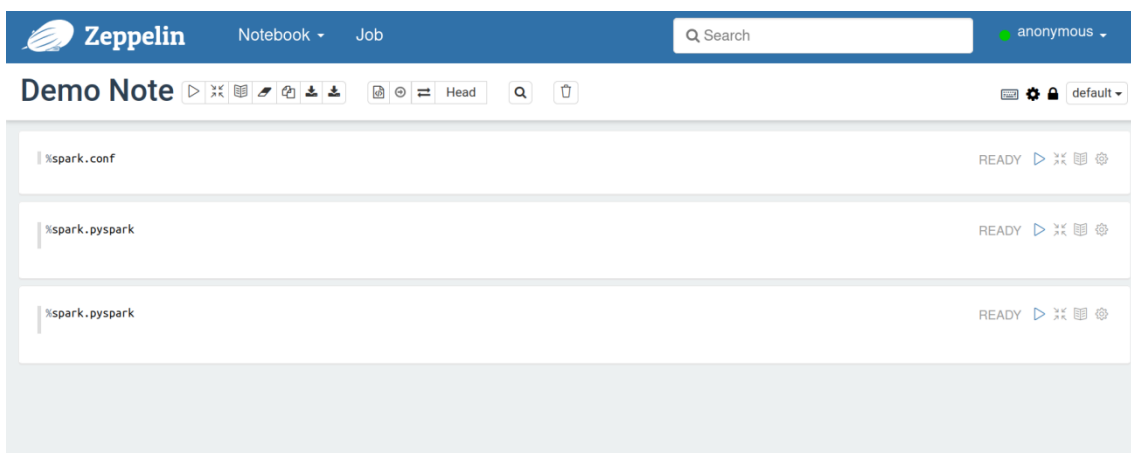 Zeppelin Notebook Job Search anonymous
Demo Note Head default
%spark.conf READY
%spark.pyspark READY
%spark.pyspark READY